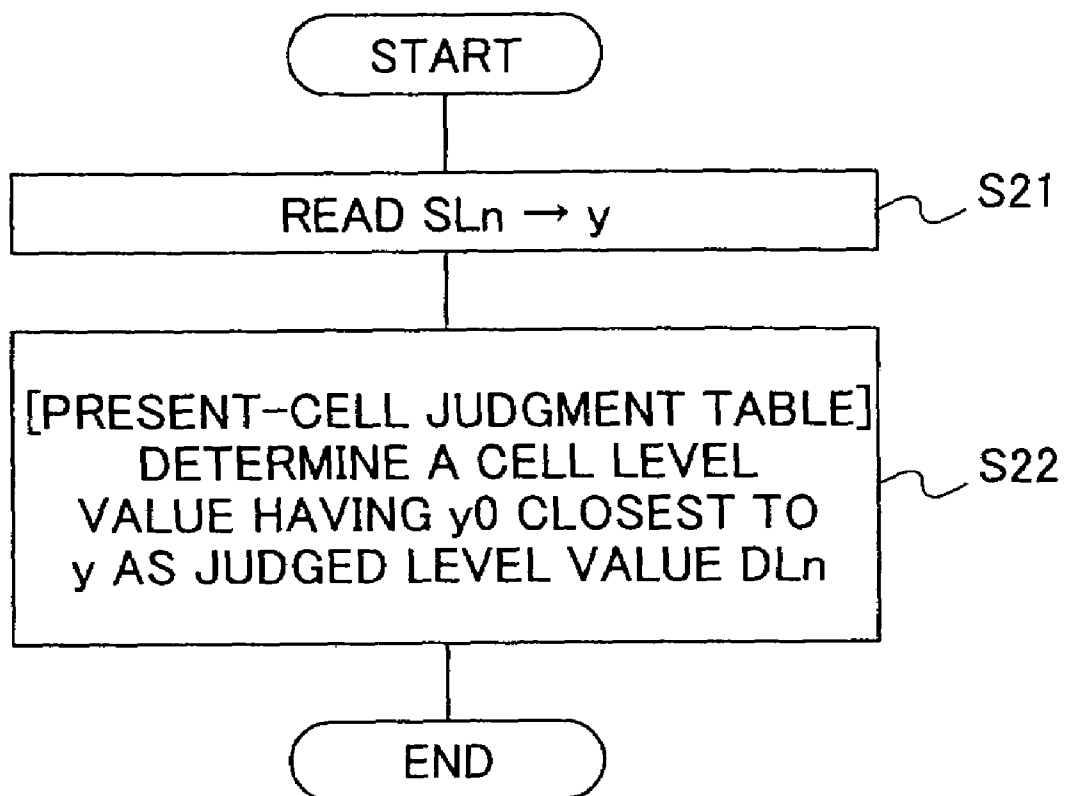 START
READ SLn → y
S21
[PRESENT-CELL JUDGMENT TABLE]
DETERMINE A CELL LEVEL
VALUE HAVING y0 CLOSEST TO
y AS JUDGED LEVEL VALUE DLn
S22
END